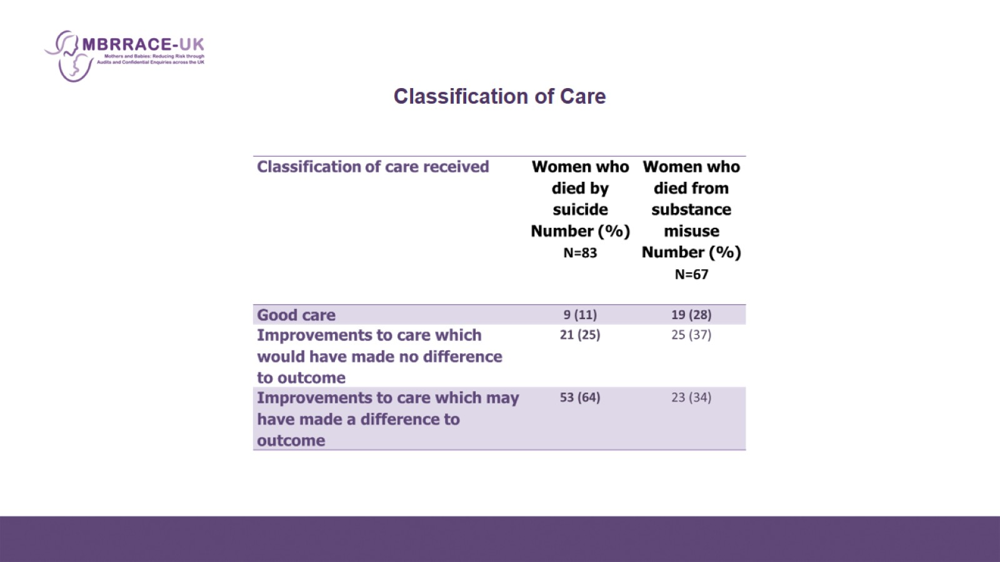 MBRRACE-UK
Mothers and Babies: Reducing Risk through
Audits and Confidential Enquiries across the UK
Classification of Care
Classification of care received
Women who
died by
suicide
Number (%)
N=83
Women who
died from
substance
misuse
Number (%)
N=67
Good care
9 (11)
19 (28)
Improvements to care which
would have made no difference
to outcome
21 (25)
25 (37)
Improvements to care which may
have made a difference to
outcome
53 (64)
23 (34)